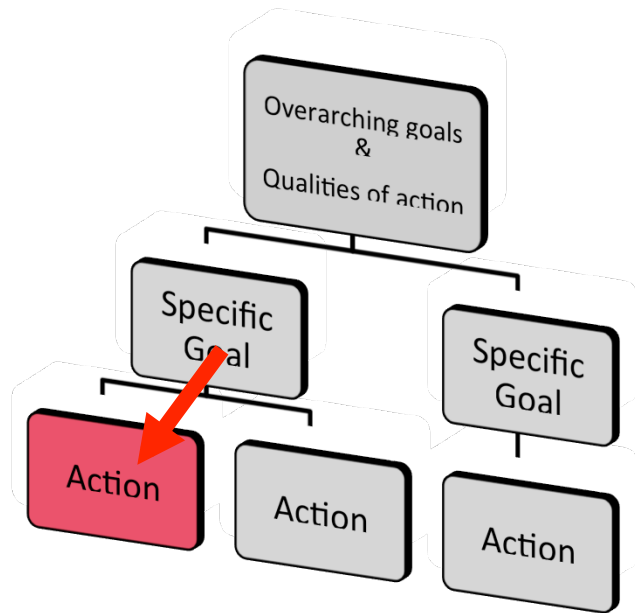 Overarching goals
&
Qualities of action
Specific
Goal
Specific
Goal
Action
Action
Action